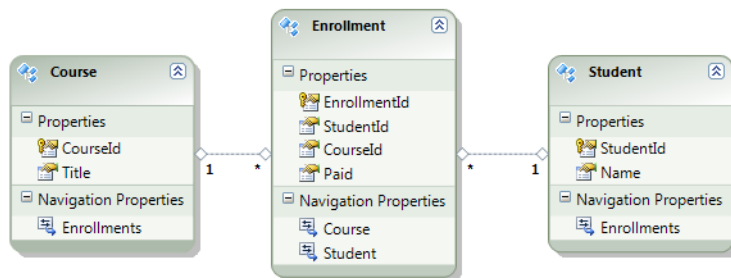 Course
Properties
CourseId
Title
Navigation Properties
Enrollments
1
*
Enrollment
Properties
EnrollmentId
StudentId
CourseId
Paid
Navigation Properties
Course
Student
*
1
Student
Properties
StudentId
Name
Navigation Properties
Enrollments